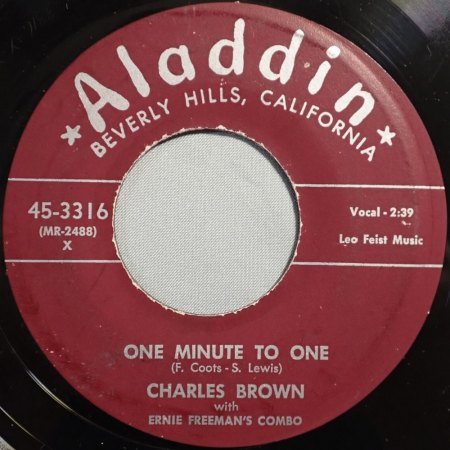 Aladdin
BEVERLY HILLS, CALIFORNIA
45-3316
(MR-2488)
X
Vocal - 2:39
Leo Feist Music
ONE MINUTE TO ONE
(F. Coots - S. Lewis)
CHARLES BROWN
with
ERNIE FREEMAN'S COMBO